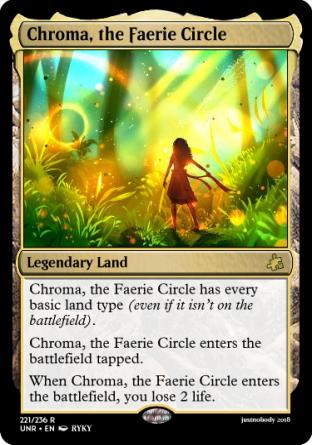 Chroma, the Faerie Circle
Legendary Land
Chroma, the Faerie Circle has every
basic land type (even if it isn't on the
battlefield).
Chroma, the Faerie Circle enters the
battlefield tapped.
When Chroma, the Faerie Circle enters
the battlefield, you lose 2 life.
221/236 R
UNR • EN RYKY
justnobody 2018